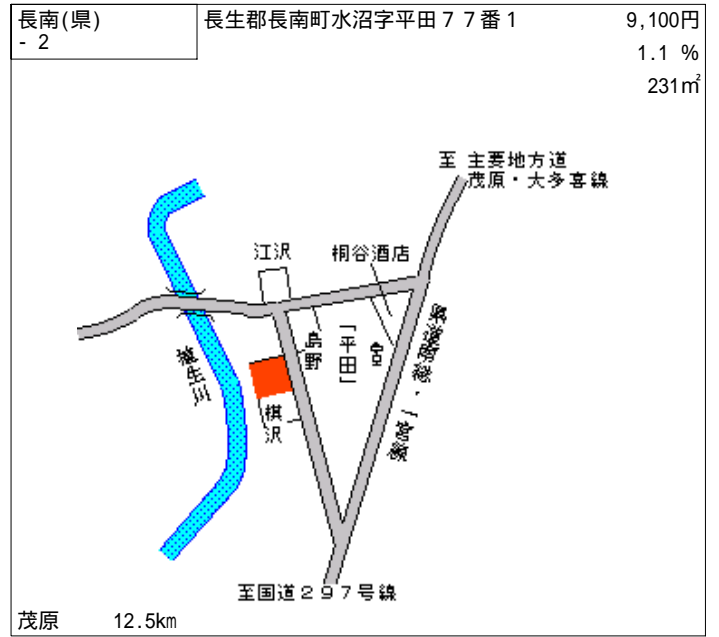 長南(県)
- 2
長生郡長南町水沼字平田７７番１
9,100円
1.1 %
231㎡
至 主要地方道
茂原・大多喜線
江沢
桐谷酒店
島野
「平田」
宮
埴生川
棋沢
至国道２９７号線
茂原 12.5km